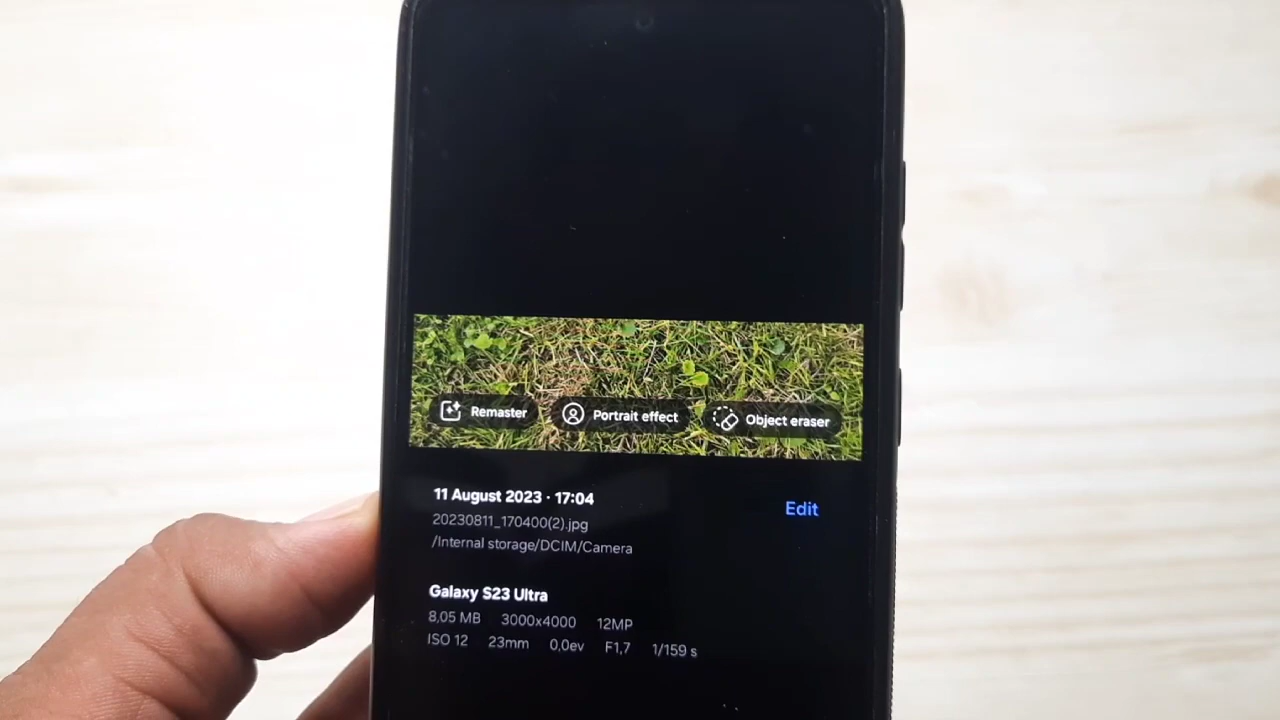 Remaster Portrait effect Object eraser
11 August 2023 · 17:04 Edit
20230811_170400(2).jpg
/Internal storage/DCIM/Camera
Galaxy S23 Ultra
8,05 MB 3000x4000 12MP
ISO 12 23mm 0,0ev F1,7 1/159 s